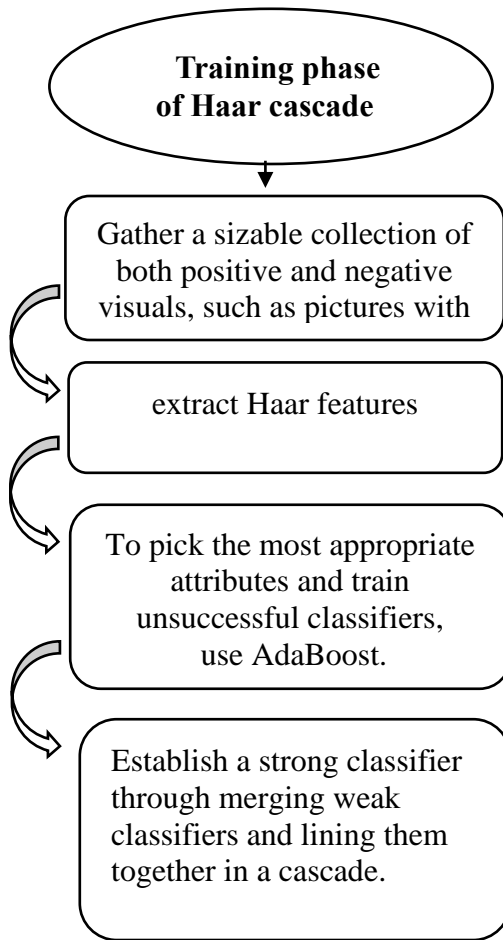 Training phase
of Haar cascade
Gather a sizable collection of
both positive and negative
visuals, such as pictures with
extract Haar features
To pick the most appropriate
attributes and train
unsuccessful classifiers,
use AdaBoost.
Establish a strong classifier
through merging weak
classifiers and lining them
together in a cascade.